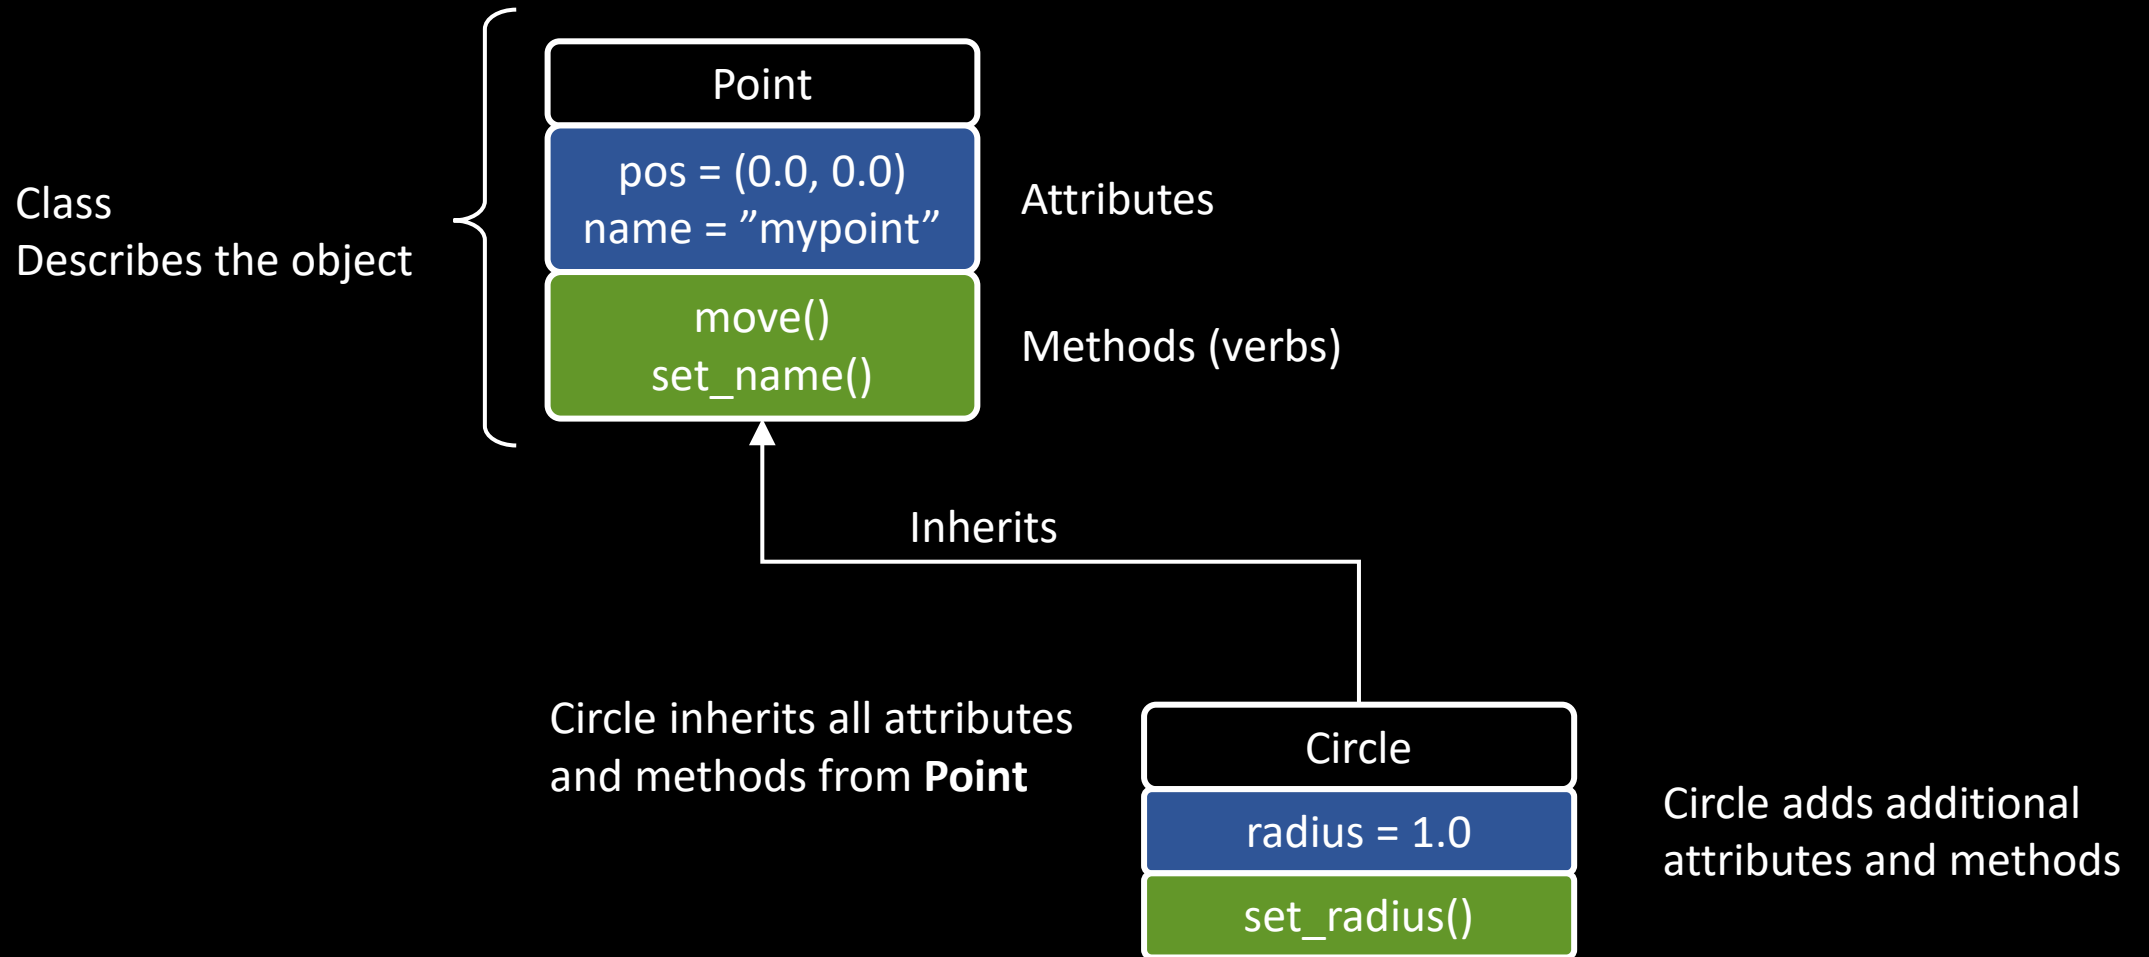 Point
Class
Describes the object
pos = (0.0, 0.0)
name = ”mypoint”
Attributes
move()
set_name()
Methods (verbs)
Inherits
Circle inherits all attributes
and methods from Point
Circle
radius = 1.0
set_radius()
Circle adds additional
attributes and methods